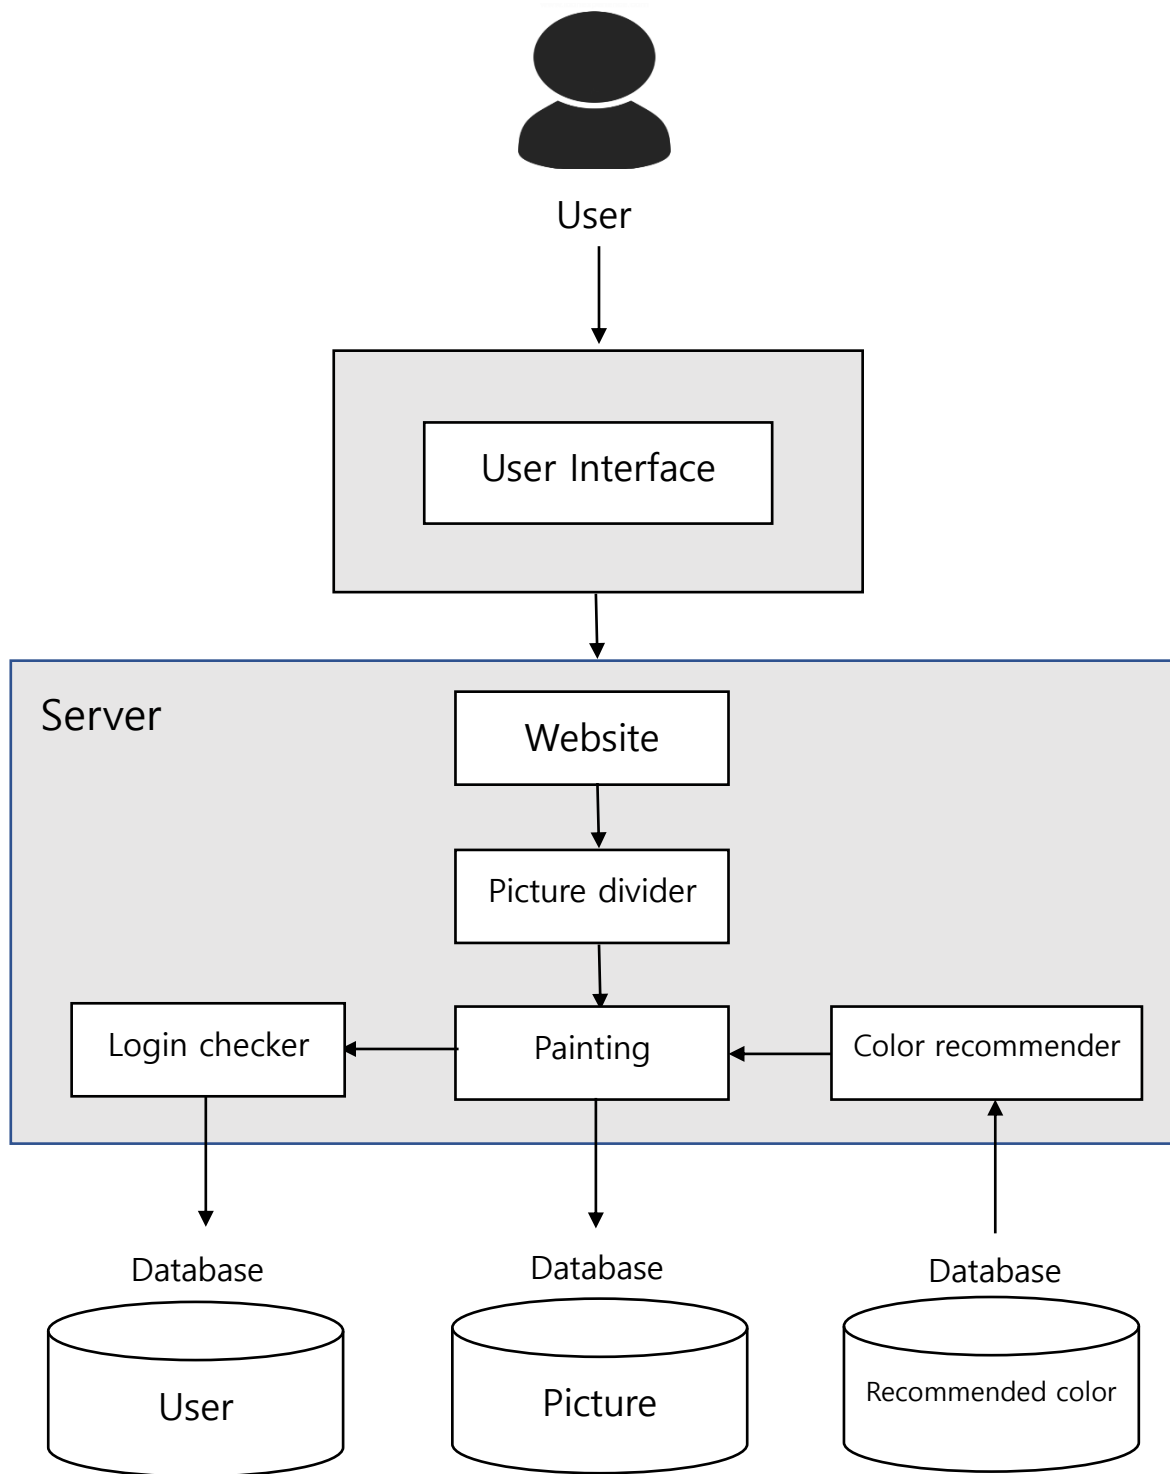 User
User Interface
Server
Website
Picture divider
Login checker
Painting
Color recommender
Database
Database
Database
User
Picture
Recommended color